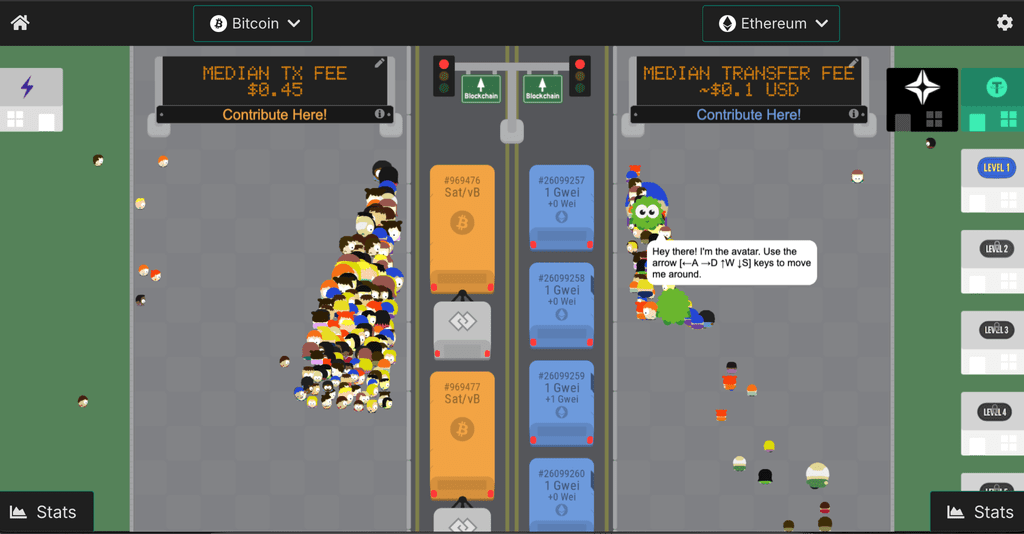 Bitcoin
Ethereum
MEDIAN TX FEE
$0.45
Contribute Here!
MEDIAN TRANSFER FEE
~$0.1 USD
Contribute Here!
Blockchain
Blockchain
#969476
Sat/vB
#969477
Sat/vB
#26099257
1 Gwei
+0 Wei
#26099258
1 Gwei
+0 Wei
#26099259
1 Gwei
+1 Gwei
#26099260
1 Gwei
+0 Wei
Hey there! I'm the avatar. Use the
arrow [←A →D ↑W ↓S] keys to move
me around.
LEVEL 1
LEVEL 2
LEVEL 3
LEVEL 4
Stats
Stats